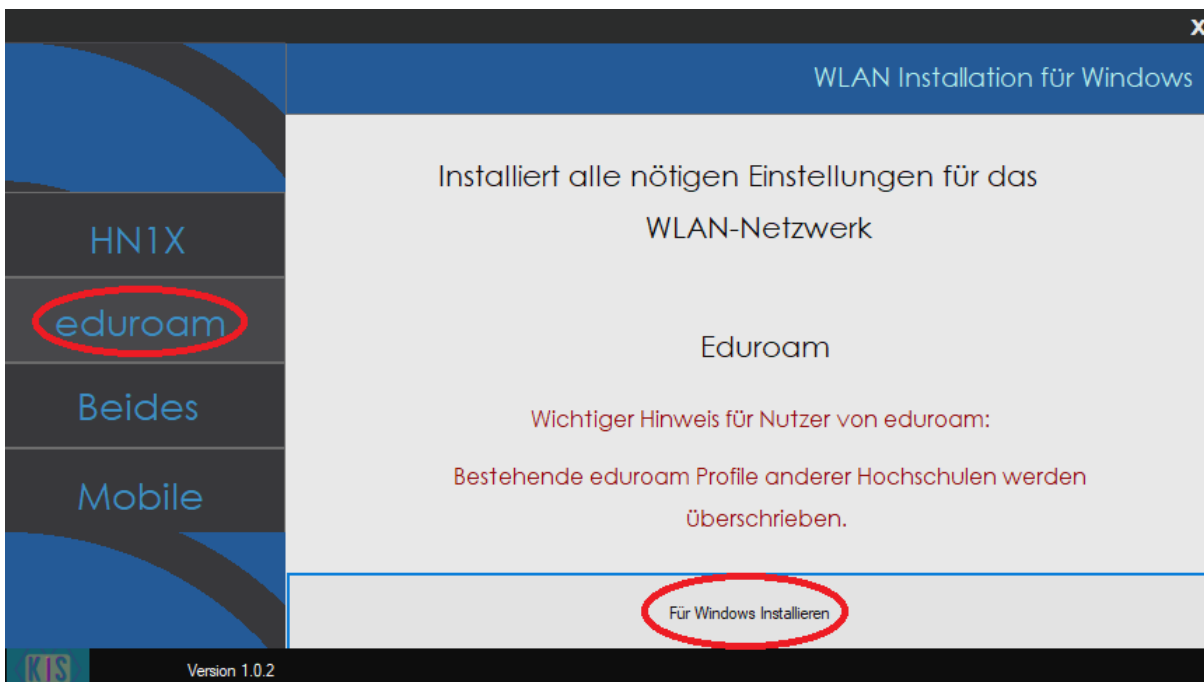 X
WLAN Installation für Windows
HN1X
eduroam
Beides
Mobile
Installiert alle nötigen Einstellungen für das
WLAN-Netzwerk
Eduroam
Wichtiger Hinweis für Nutzer von eduroam:
Bestehende eduroam Profile anderer Hochschulen werden
überschrieben.
Für Windows Installieren
KIS
Version 1.0.2